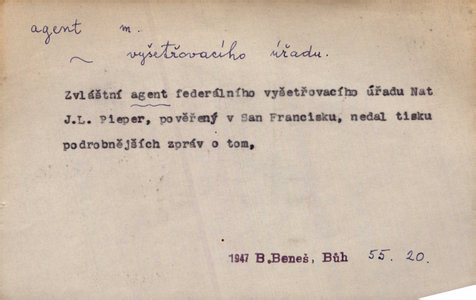 agent m.
~ vyšetřovacího úřadu.
Zvláštní agent federálního vyšetřovacího úřadu Nat
J.L. Pieper, pověřený v San Francisku, nedal tisku
podrobnějších zpráv o tom,
1947 B.Beneš, Bůh 55. 20.